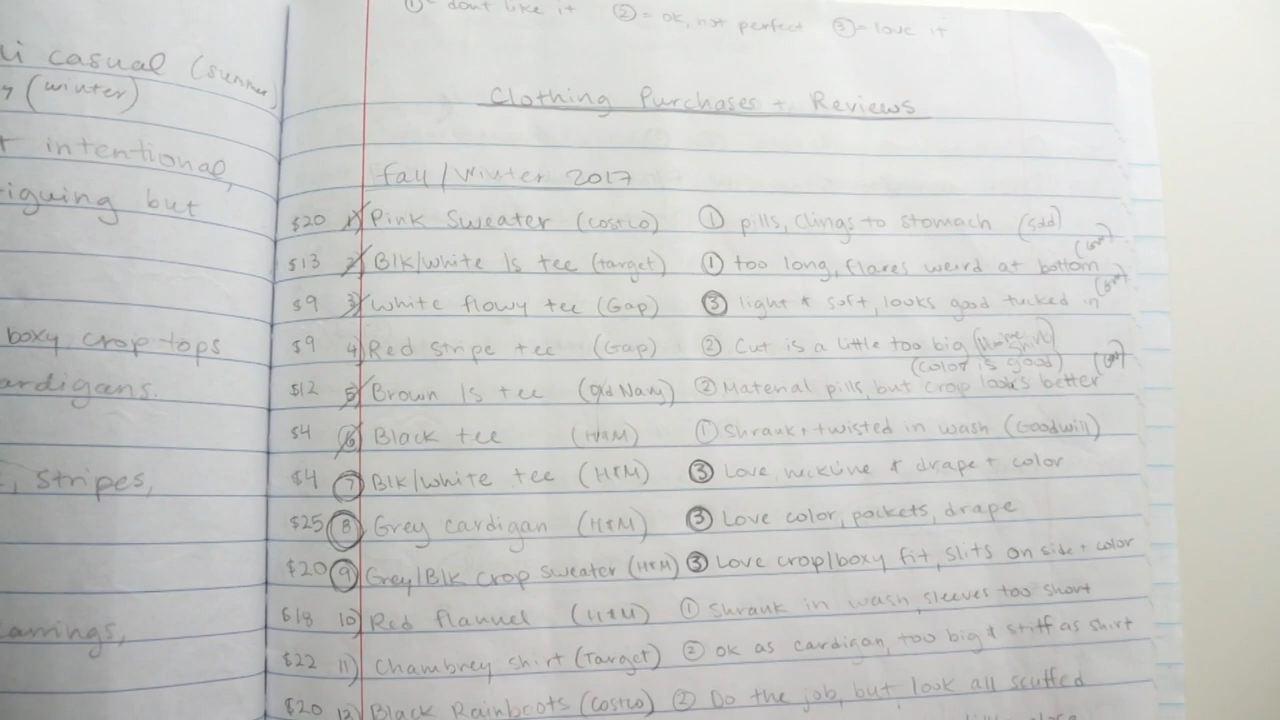 ① = dont like it ② = ok, not perfect ③ = love it
ui casual (summer)
y (winter)
t intentional,
iguing but
boxy crop tops
ardigans.
, stripes,
arrings,
Clothing Purchases + Reviews
Fall/Winter 2017
$20 1) Pink Sweater (costco) ① pills, clings to stomach (sad)
$13 2) Blk/white ls tee (target) ① too long, flares weird at bottom
$9 3) White flowy tee (Gap) ③ light & soft, looks good tucked in
$9 4) Red stripe tee (Gap) ② Cut is a little too big
(color is good)
$12 5) Brown ls tee (Old Navy) ② Material pills, but crop looks better
$4 6) Black tee (H&M) ① Shrank + twisted in wash (Goodwill)
$4 7) Blk/white tee (H&M) ③ Love neckline & drape + color
$25 8) Grey cardigan (H&M) ③ Love color, pockets, drape
$20 9) Grey/Blk Crop Sweater (H&M) ③ Love crop/boxy fit, slits on side + color
$18 10) Red flannel (H&M) ① Shrank in wash, sleeves too short
$22 11) Chambrey shirt (Target) ② ok as cardigan, too big & stiff as shirt
$20 12) Black Rainboots (Costco) ② Do the job, but look all scuffed